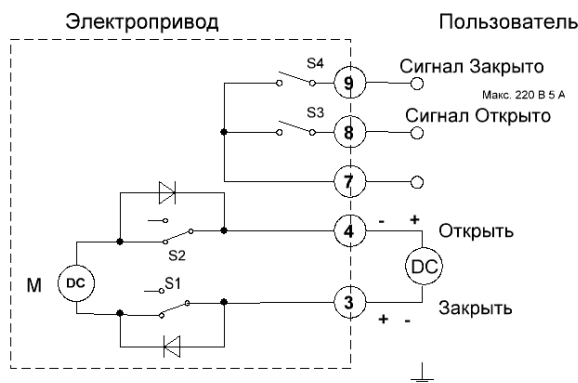 Электропривод
Пользователь
S4
9
Сигнал Закрыто
Макс. 220 В 5 А
S3
8
Сигнал Открыто
7
4
- +
Открыть
S2
M
DC
DC
S1
3
+ -
Закрыть